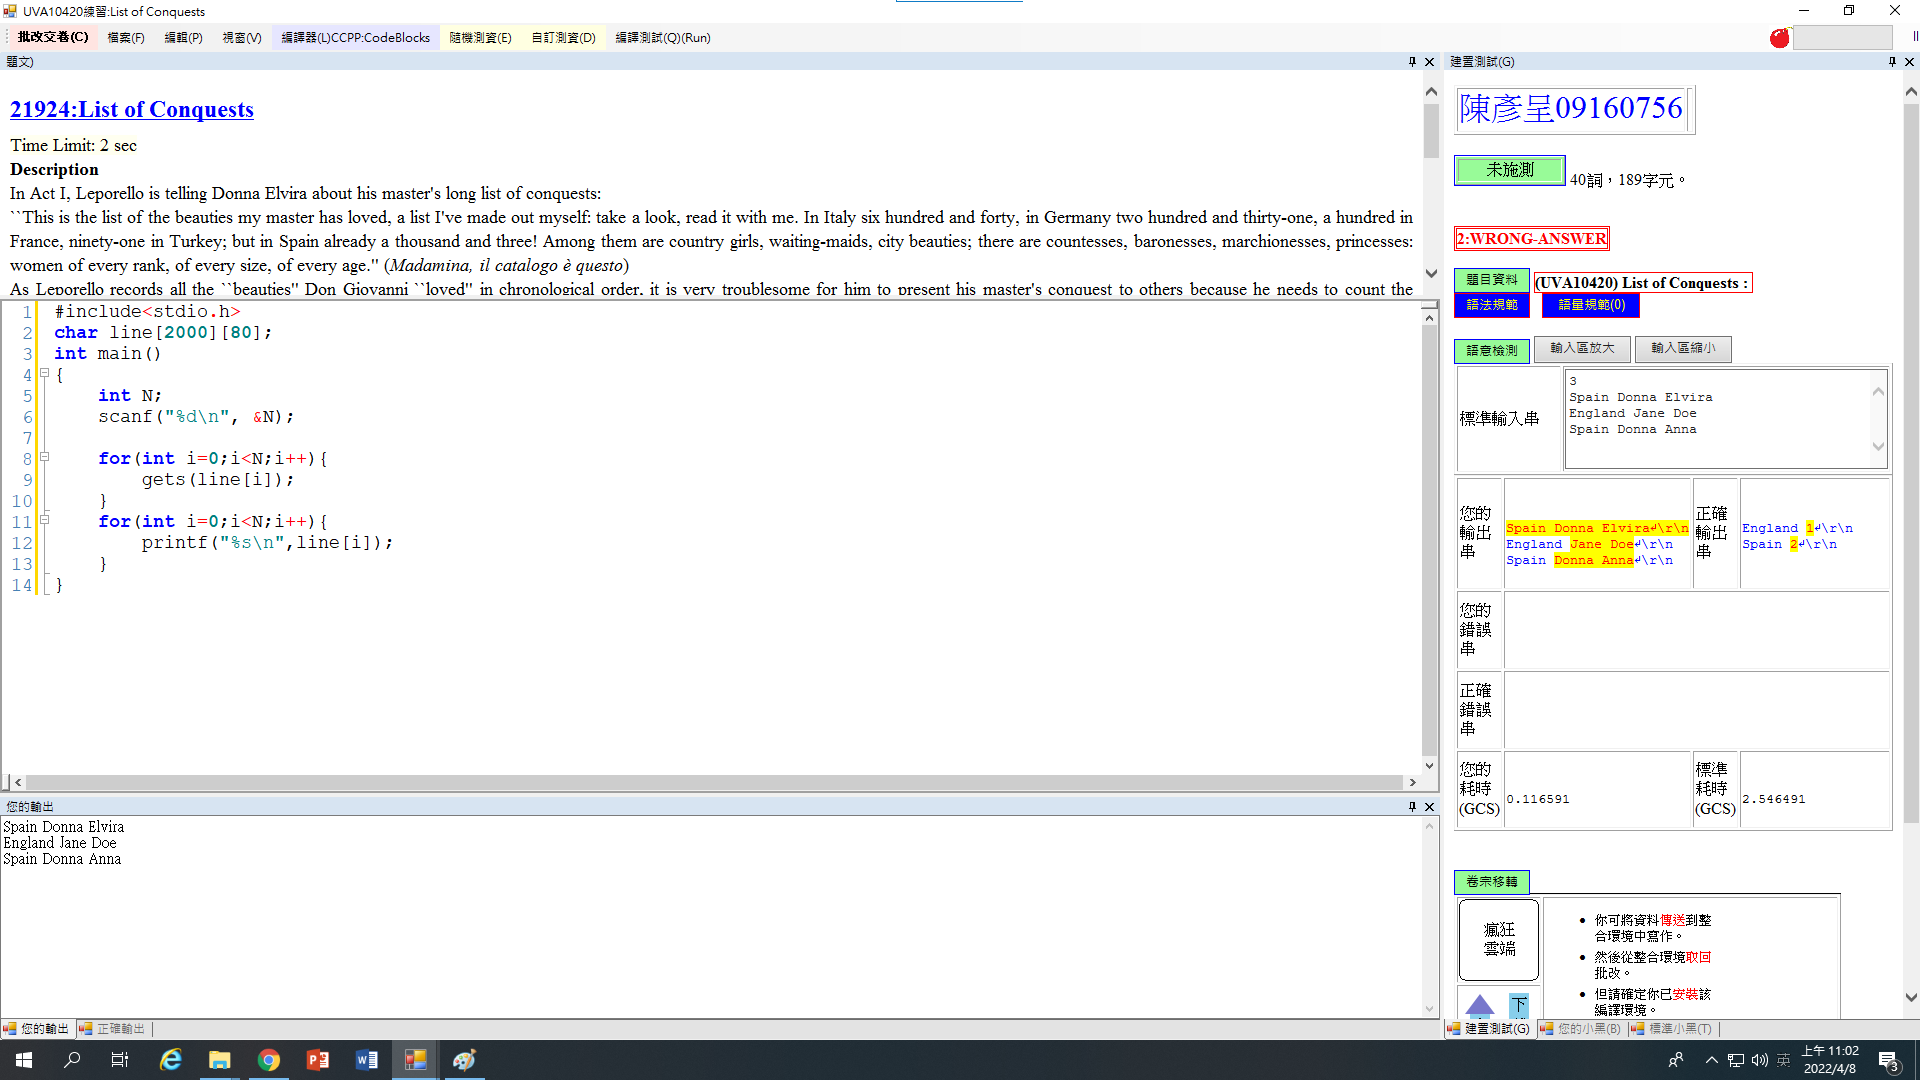 UVA10420練習:List of Conquests
批改交卷(C) 檔案(F) 編輯(P) 視窗(V) 編譯器(L)CCPP:CodeBlocks 隨機測資(E) 自訂測資(D) 編譯測試(Q)(Run)
題文)
21924:List of Conquests
Time Limit: 2 sec
Description
In Act I, Leporello is telling Donna Elvira about his master's long list of conquests:
``This is the list of the beauties my master has loved, a list I've made out myself: take a look, read it with me. In Italy six hundred and forty, in Germany two hundred and thirty-one, a hundred in
France, ninety-one in Turkey; but in Spain already a thousand and three! Among them are country girls, waiting-maids, city beauties; there are countesses, baronesses, marchionesses, princesses:
women of every rank, of every size, of every age.'' (Madamina, il catalogo è questo)
As Leporello records all the ``beauties'' Don Giovanni ``loved'' in chronological order, it is very troublesome for him to present his master's conquest to others because he needs to count the
1 #include<stdio.h>
2 char line[2000][80];
3 int main()
4 {
5 int N;
6 scanf("%d\n", &N);
7
8 for(int i=0;i<N;i++){
9 gets(line[i]);
10 }
11 for(int i=0;i<N;i++){
12 printf("%s\n",line[i]);
13 }
14 }
您的輸出
Spain Donna Elvira
England Jane Doe
Spain Donna Anna
您的輸出 正確輸出
建置測試(G)
陳彥呈09160756
未施測 40詞，189字元。
2:WRONG-ANSWER
題目資料 (UVA10420) List of Conquests :
語法規範 語量規範(0)
語意檢測 輸入區放大 輸入區縮小
標準輸入串
3
Spain Donna Elvira
England Jane Doe
Spain Donna Anna
您的輸出串
Spain Donna Elvira↲\r\n
England Jane Doe↲\r\n
Spain Donna Anna↲\r\n
正確輸出串
England 1↲\r\n
Spain 2↲\r\n
您的錯誤串
正確錯誤串
您的耗時(GCS) 0.116591 標準耗時(GCS) 2.546491
卷宗移轉
瘋狂雲端
下
• 你可將資料傳送到整
合環境中寫作。
• 然後從整合環境取回
批改。
• 但請確定你已安裝該
編譯環境。
建置測試(G) 您的小黑(B) 標準小黑(T)
英 上午 11:02
2022/4/8
3